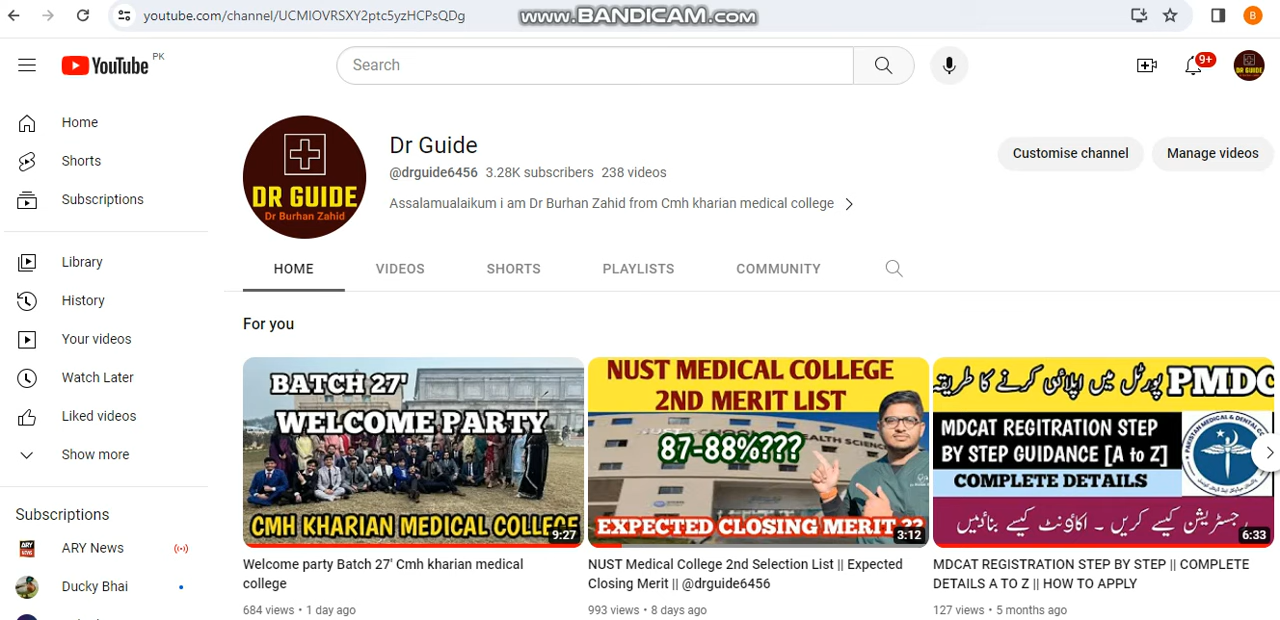 youtube.com/channel/UCMIOVRSXY2ptc5yzHCPsQDg
www.BANDICAM.com
B
YouTube PK
Search
9+
Home
Shorts
Subscriptions
Library
History
Your videos
Watch Later
Liked videos
Show more
Subscriptions
ARY News
Ducky Bhai
DR GUIDE
Dr Burhan Zahid
Dr Guide
@drguide6456 3.28K subscribers 238 videos
Assalamualaikum i am Dr Burhan Zahid from Cmh kharian medical college
Customise channel
Manage videos
HOME VIDEOS SHORTS PLAYLISTS COMMUNITY
For you
BATCH 27'
WELCOME PARTY
CMH KHARIAN MEDICAL COLLEGE
9:27
Welcome party Batch 27' Cmh kharian medical
college
684 views • 1 day ago
NUST MEDICAL COLLEGE
2ND MERIT LIST
87-88%???
EXPECTED CLOSING MERIT ??
3:12
NUST Medical College 2nd Selection List || Expected
Closing Merit || @drguide6456
993 views • 8 days ago
PMDC پورٹل میں اپلائی کرنے کا طریقہ
MDCAT REGITRATION STEP
BY STEP GUIDANCE [A to Z]
COMPLETE DETAILS
رجسٹریشن کیسے کریں ۔ اکاؤنٹ کیسے بنائیں
6:33
MDCAT REGISTRATION STEP BY STEP || COMPLETE
DETAILS A TO Z || HOW TO APPLY
127 views • 5 months ago